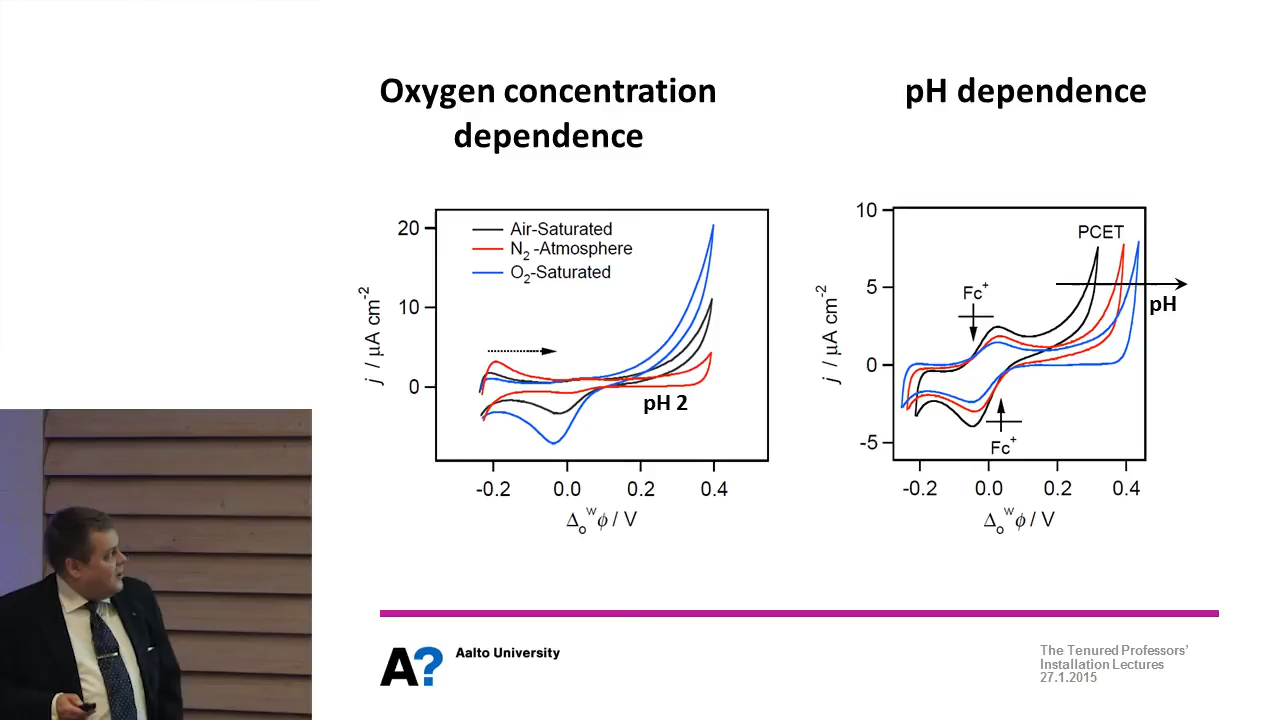 Oxygen concentration
dependence
pH dependence
20
10
0
j / μA cm⁻²
Air-Saturated
N₂-Atmosphere
O₂-Saturated
pH 2
-0.2 0.0 0.2 0.4
Δₒʷϕ / V
10
5
0
-5
j / μA cm⁻²
PCET
Fc⁺
pH
Fc⁺
-0.2 0.0 0.2 0.4
Δₒʷϕ / V
A?
Aalto University
The Tenured Professors'
Installation Lectures
27.1.2015